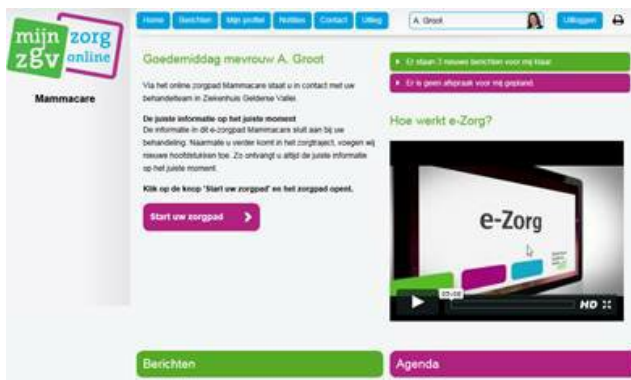 mijn zorg
zgv online
Mammacare
Home
Berichten
Mijn profiel
Notities
Contact
Uitleg
A. Groot
Uitloggen
Goedemiddag mevrouw A. Groot
Via het online zorgpad Mammacare staat u in contact met uw
behandelteam in Ziekenhuis Gelderse Vallei.
De juiste informatie op het juiste moment
De informatie in dit e-zorgpad Mammacare sluit aan bij uw
behandeling. Naarmate u verder komt in het zorgtraject, voegen wij
nieuwe hoofdstukken toe. Zo ontvangt u altijd de juiste informatie
op het juiste moment.
Klik op de knop 'Start uw zorgpad' en het zorgpad opent.
Start uw zorgpad
Er staan 3 nieuwe berichten voor mij klaar.
Er is geen afspraak voor mij gepland.
Hoe werkt e-Zorg?
e-Zorg
HD
Berichten
Agenda